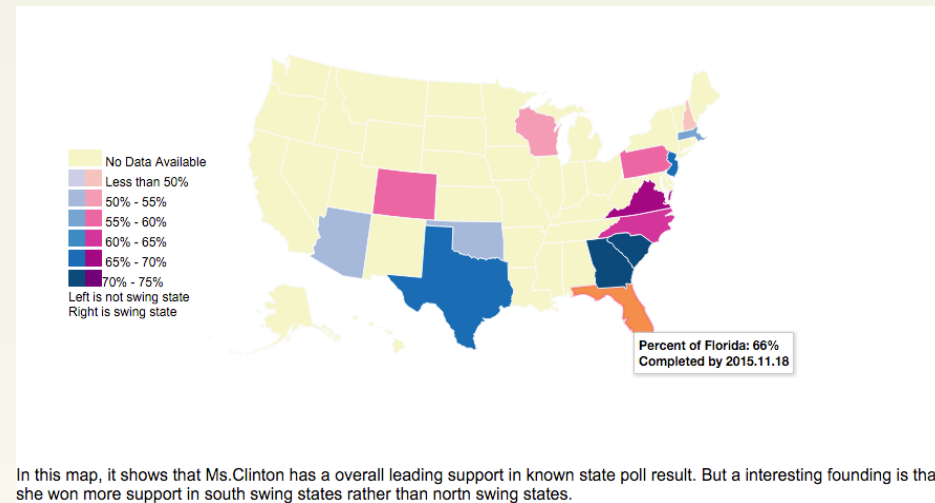 No Data Available
Less than 50%
50% - 55%
55% - 60%
60% - 65%
65% - 70%
70% - 75%
Left is not swing state
Right is swing state
Percent of Florida: 66%
Completed by 2015.11.18
In this map, it shows that Ms.Clinton has a overall leading support in known state poll result. But a interesting founding is tha
she won more support in south swing states rather than nortn swing states.